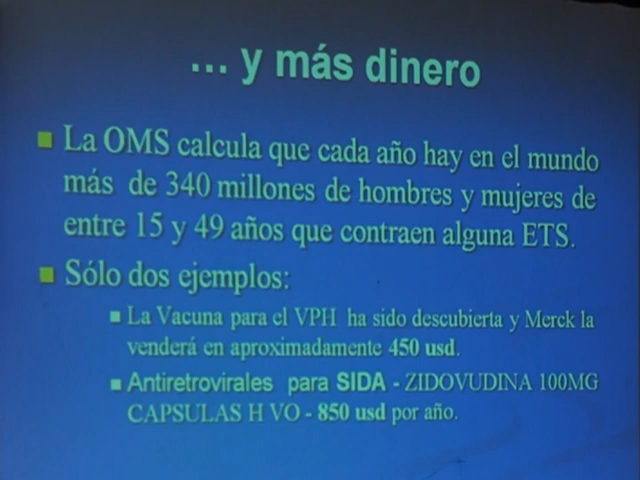 ... y más dinero
La OMS calcula que cada año hay en el mundo
más de 340 millones de hombres y mujeres de
entre 15 y 49 años que contraen alguna ETS.
Sólo dos ejemplos:
La Vacuna para el VPH ha sido descubierta y Merck la
venderá en aproximadamente 450 usd.
Antiretrovirales para SIDA - ZIDOVUDINA 100MG
CAPSULAS H VO - 850 usd por año.